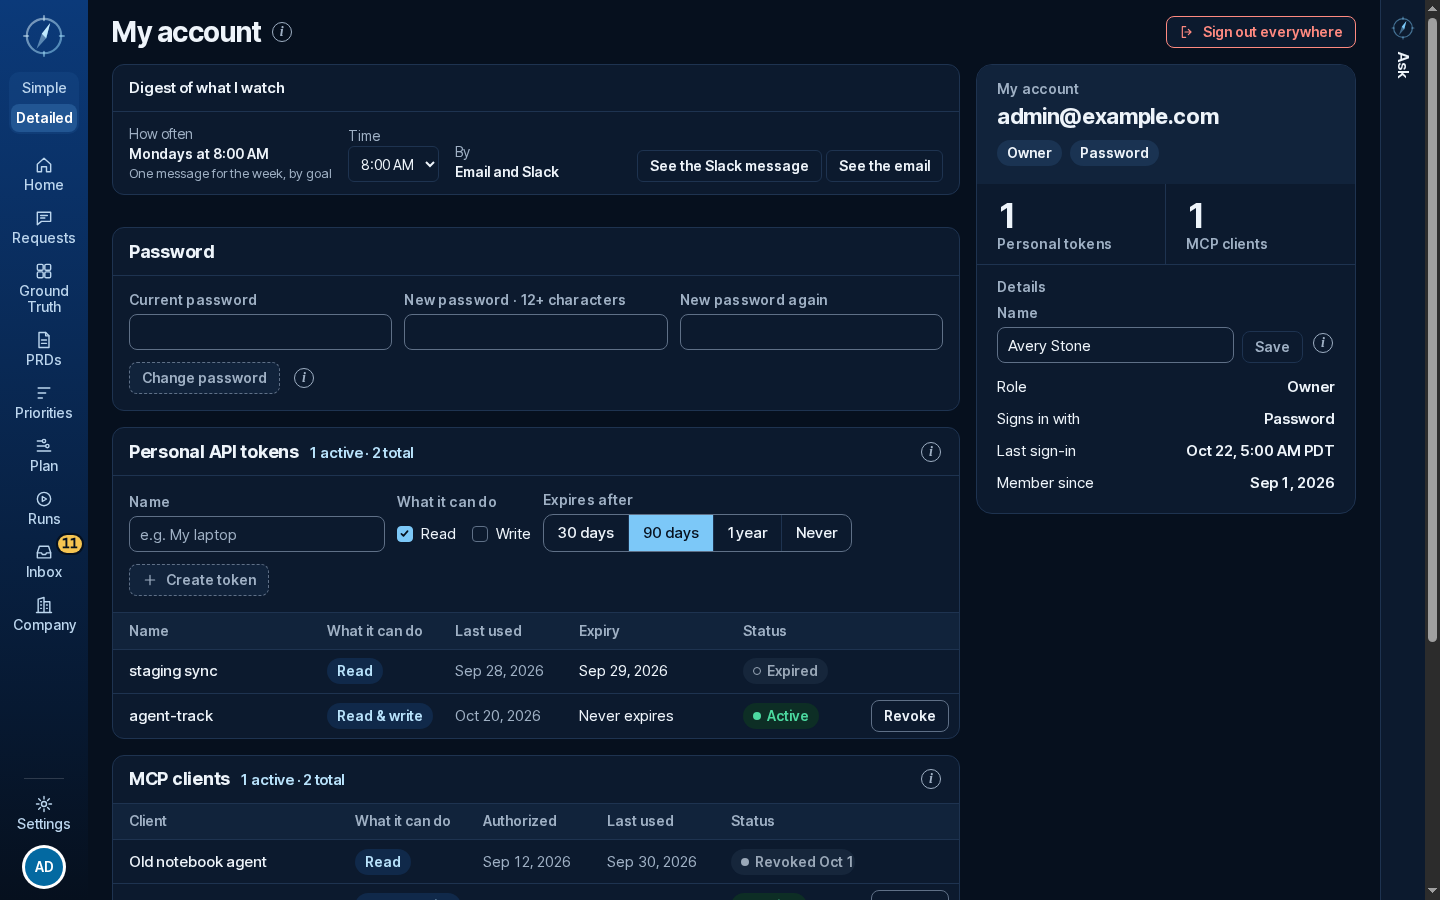 My account
i
Sign out everywhere
Ask
Simple
Detailed
Home
Requests
Ground
Truth
PRDs
Priorities
Plan
Runs
11
Inbox
Company
Settings
AD
Digest of what I watch
How often
Mondays at 8:00 AM
One message for the week, by goal
Time
8:00 AM
By
Email and Slack
See the Slack message
See the email
Password
Current password
New password · 12+ characters
New password again
Change password
i
Personal API tokens 1 active · 2 total
i
Name
What it can do
Expires after
e.g. My laptop
Read
Write
30 days
90 days
1 year
Never
Create token
Name What it can do Last used Expiry Status
staging sync Read Sep 28, 2026 Sep 29, 2026 Expired
agent-track Read & write Oct 20, 2026 Never expires Active Revoke
MCP clients 1 active · 2 total
i
Client What it can do Authorized Last used Status
Old notebook agent Read Sep 12, 2026 Sep 30, 2026 Revoked Oct 1
My account
admin@example.com
Owner
Password
1
Personal tokens
1
MCP clients
Details
Name
Avery Stone
Save
i
Role Owner
Signs in with Password
Last sign-in Oct 22, 5:00 AM PDT
Member since Sep 1, 2026